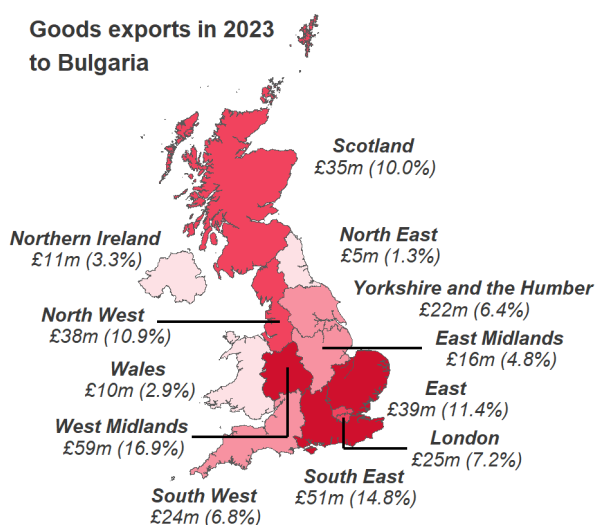 Goods exports in 2023
to Bulgaria
Scotland
£35m (10.0%)
Northern Ireland
£11m (3.3%)
North East
£5m (1.3%)
Yorkshire and the Humber
£22m (6.4%)
North West
£38m (10.9%)
East Midlands
£16m (4.8%)
Wales
£10m (2.9%)
East
£39m (11.4%)
West Midlands
£59m (16.9%)
London
£25m (7.2%)
South East
£51m (14.8%)
South West
£24m (6.8%)